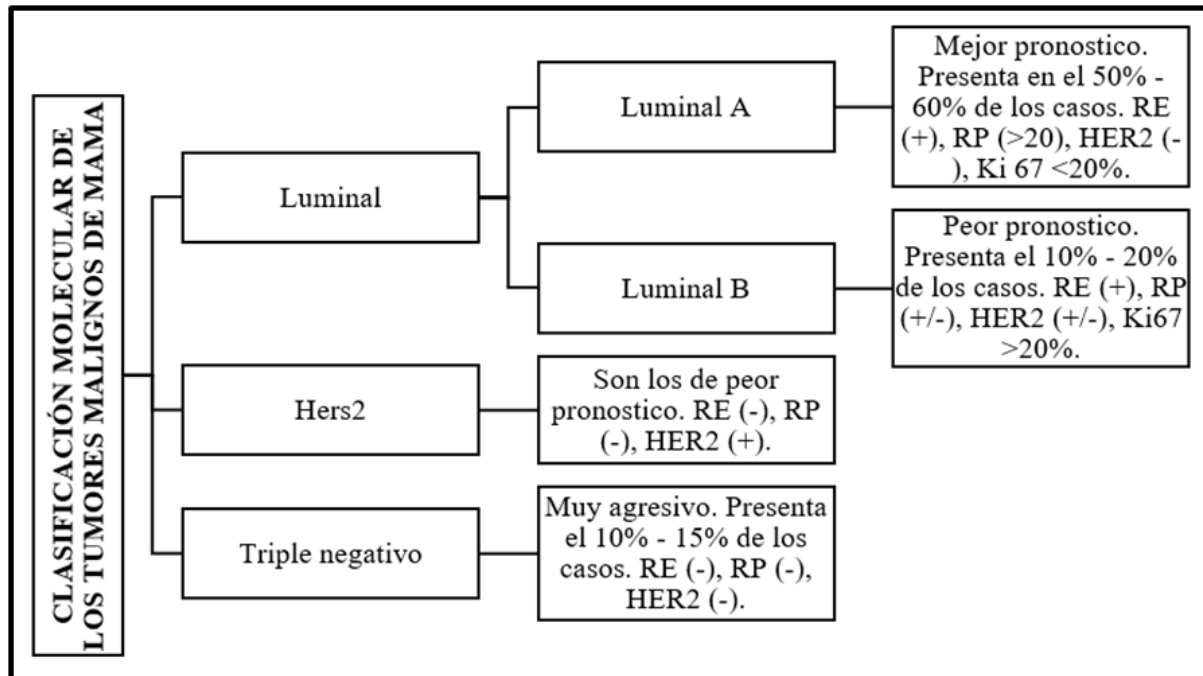 CLASIFICACIÓN MOLECULAR DE
LOS TUMORES MALIGNOS DE MAMA
Luminal
Luminal A
Mejor pronostico.
Presenta en el 50% -
60% de los casos. RE
(+), RP (>20), HER2 (-
), Ki 67 <20%.
Luminal B
Peor pronostico.
Presenta el 10% - 20%
de los casos. RE (+), RP
(+/-), HER2 (+/-), Ki67
>20%.
Hers2
Son los de peor
pronostico. RE (-), RP
(-), HER2 (+).
Triple negativo
Muy agresivo. Presenta
el 10% - 15% de los
casos. RE (-), RP (-),
HER2 (-).